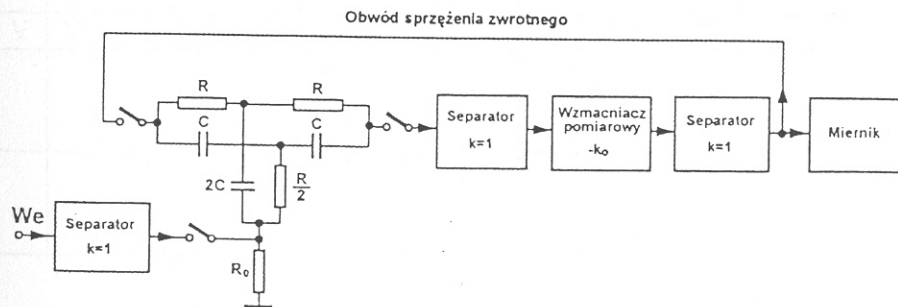 Obwód sprzężenia zwrotnego
R
R
C
C
2C
R
2
Separator
k=1
Wzmacniacz
pomiarowy
-k₀
Separator
k=1
Miernik
We
Separator
k=1
R₀